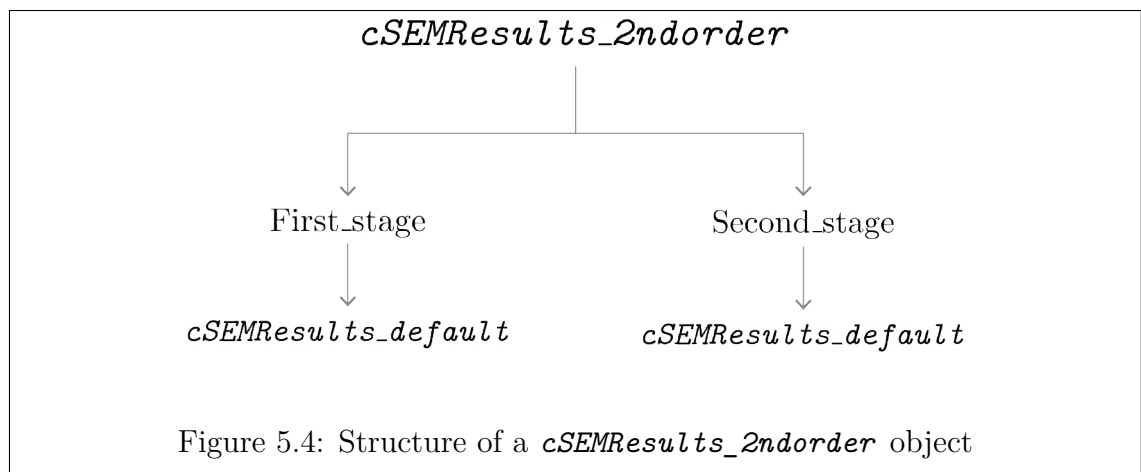 cSEMResults_2ndorder
First_stage
Second_stage
cSEMResults_default
cSEMResults_default
Figure 5.4: Structure of a cSEMResults_2ndorder object